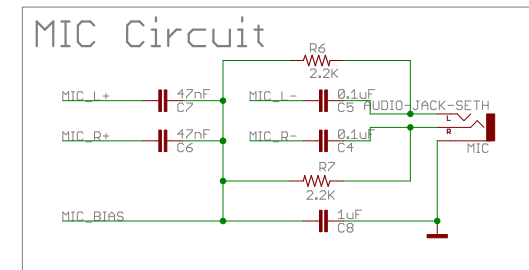 MIC Circuit
R6
2.2K
MIC_L+
47nF
C7
MIC_L-
0.1uF
C5
AUDIO-JACK-SETH
L
R
MIC
MIC_R+
47nF
C6
MIC_R-
0.1uF
C4
R7
2.2K
MIC_BIAS
1uF
C8